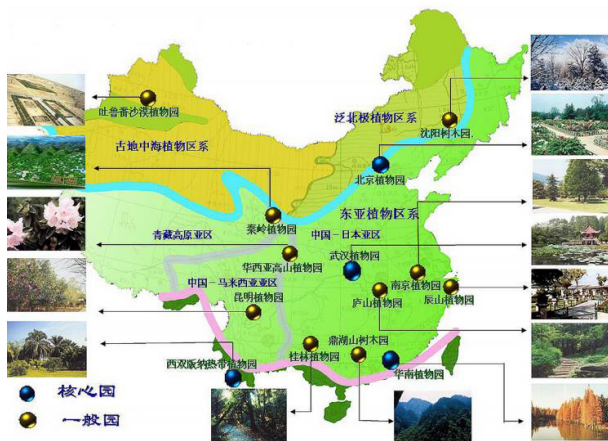 吐鲁番沙漠植物园
泛北极植物区系
沈阳树木园
古地中海植物区系
北京植物园
秦岭植物园
东亚植物区系
青藏高原亚区
中国－日本亚区
武汉植物园
华西亚高山植物园
中国－马来西亚亚区
南京植物园
辰山植物园
昆明植物园
庐山植物园
鼎湖山树木园
桂林植物园
西双版纳热带植物园
华南植物园
核心园
一般园